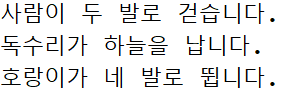 사람이 두 발로 걷습니다.
독수리가 하늘을 납니다.
호랑이가 네 발로 뜁니다.